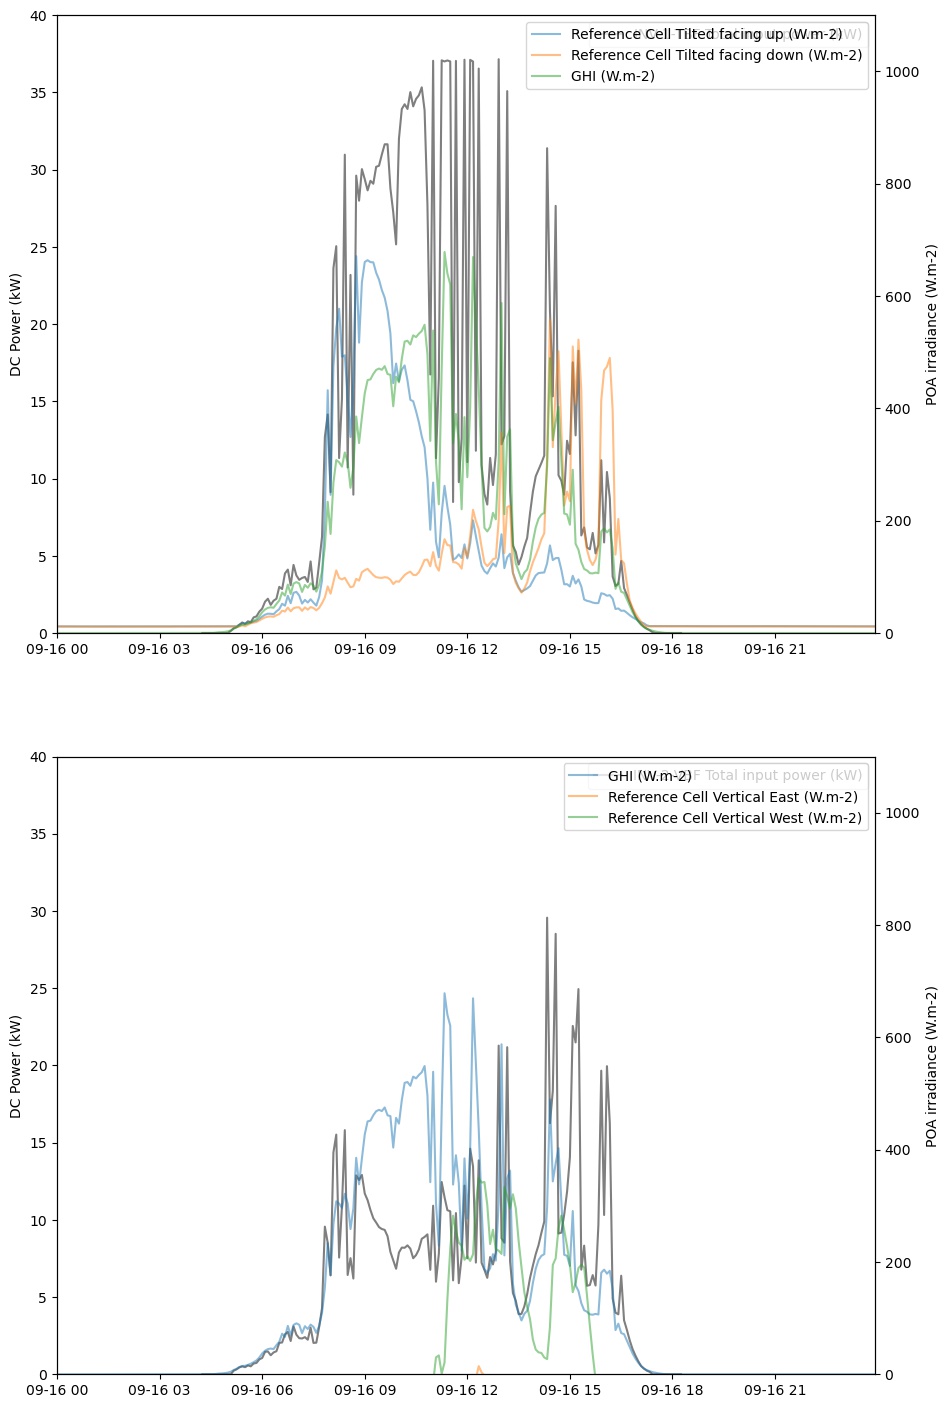 40
35
30
25
20
15
10
5
0
DC Power (kW)
Reference Cell Tilted facing up (W.m-2)
Reference Cell Tilted facing down (W.m-2)
GHI (W.m-2)
1000
800
600
400
200
0
POA irradiance (W.m-2)
09-16 00 09-16 03 09-16 06 09-16 09 09-16 12 09-16 15 09-16 18 09-16 21
40
35
30
25
20
15
10
5
0
DC Power (kW)
GHI (W.m-2)
Total input power (kW)
Reference Cell Vertical East (W.m-2)
Reference Cell Vertical West (W.m-2)
1000
800
600
400
200
0
POA irradiance (W.m-2)
09-16 00 09-16 03 09-16 06 09-16 09 09-16 12 09-16 15 09-16 18 09-16 21